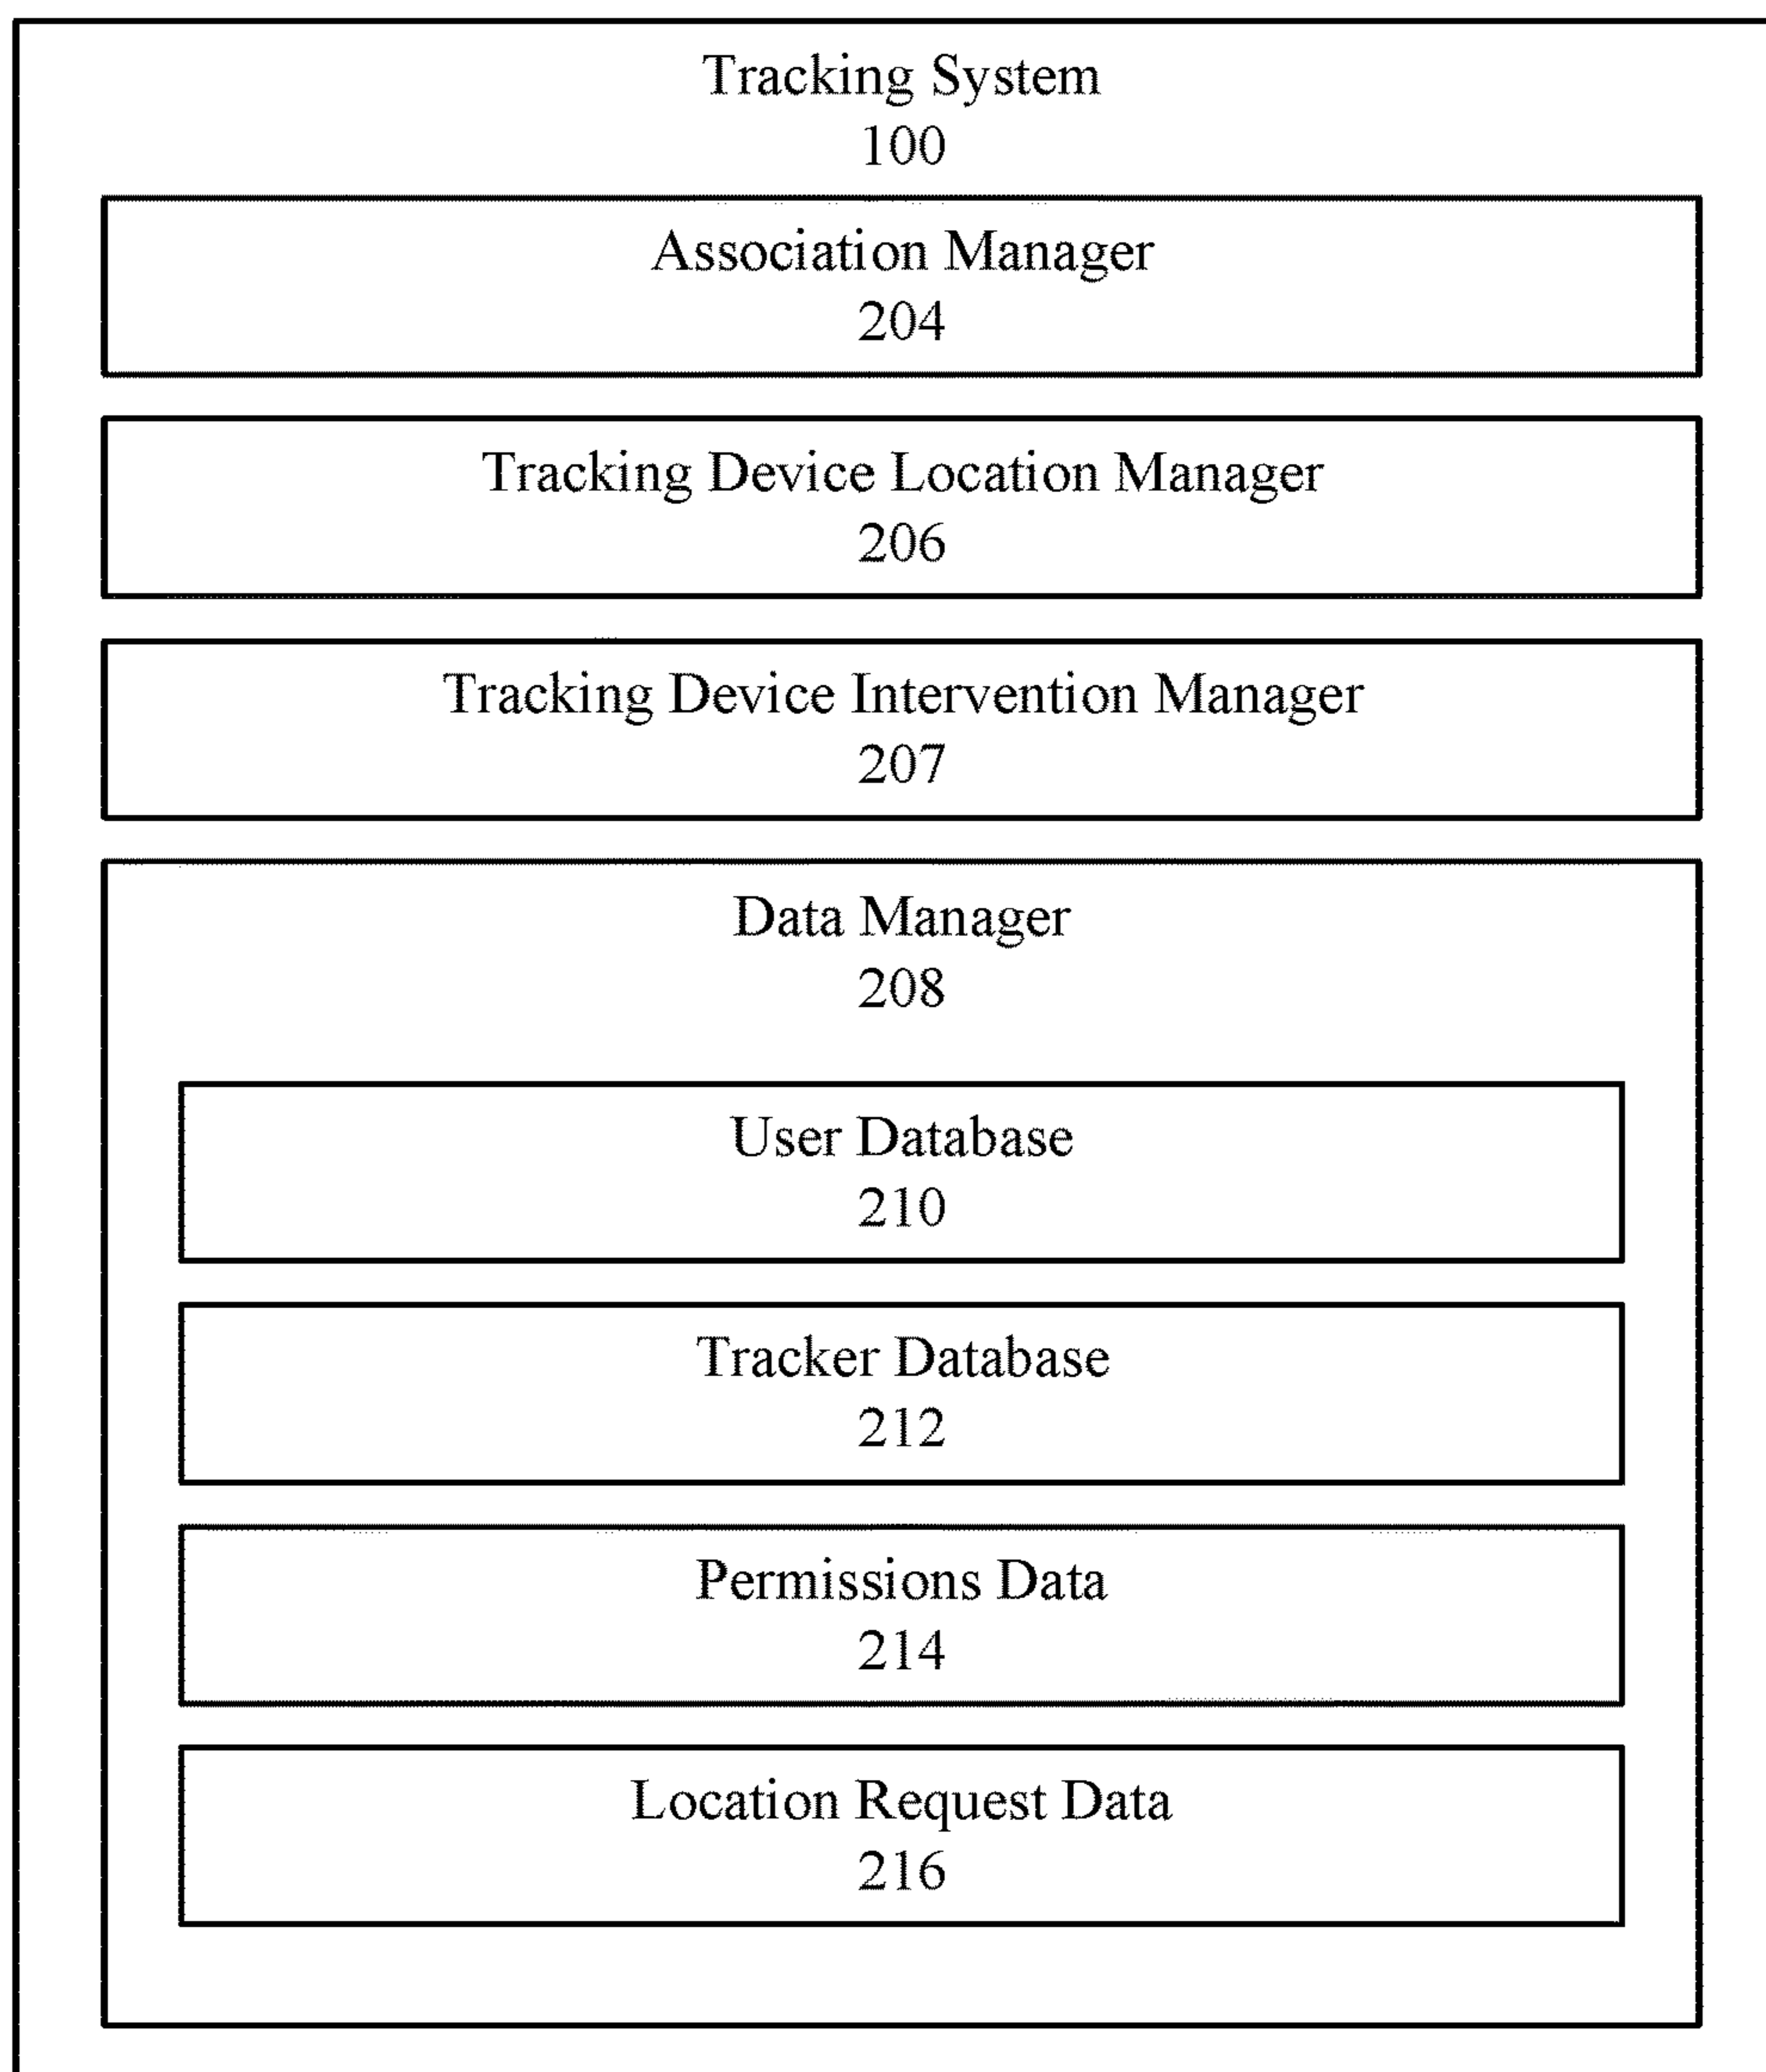 Tracking System
100
Association Manager
204
Tracking Device Location Manager
206
Tracking Device Intervention Manager
207
Data Manager
208
User Database
210
Tracker Database
212
Permissions Data
214
Location Request Data
216